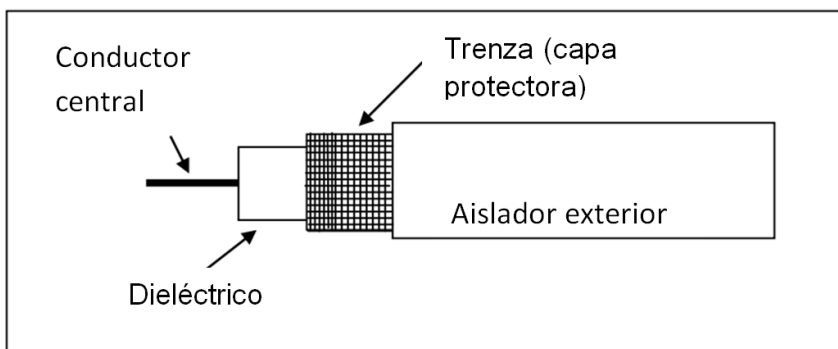 Conductor
central
Trenza (capa
protectora)
Aislador exterior
Dieléctrico